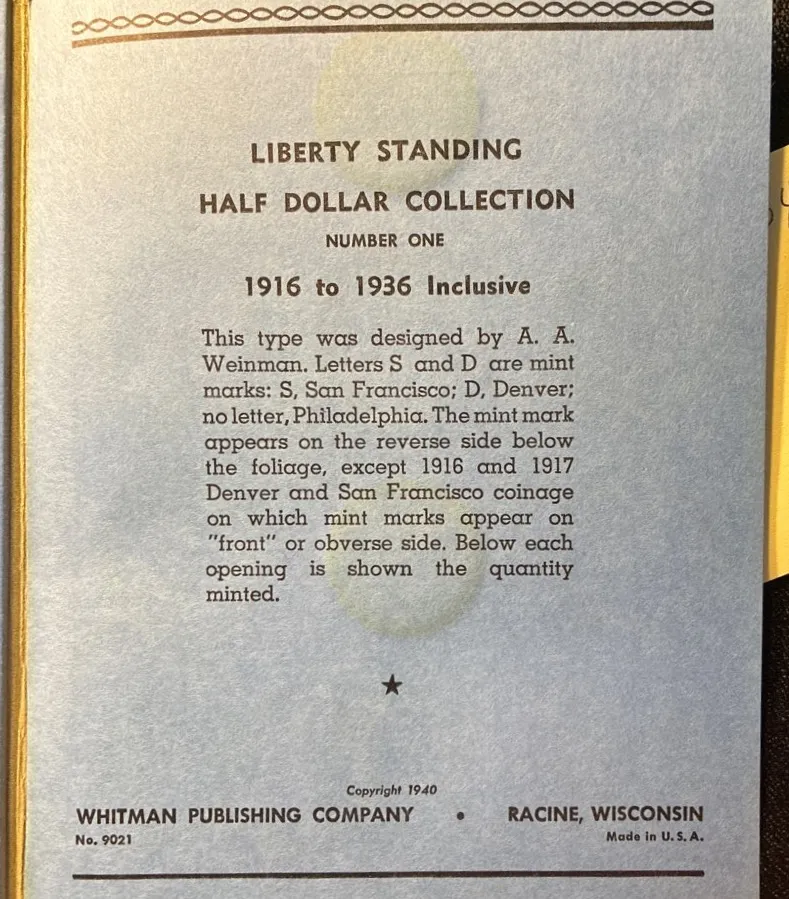 LIBERTY STANDING
HALF DOLLAR COLLECTION
NUMBER ONE
1916 to 1936 Inclusive
This type was designed by A. A.
Weinman. Letters S and D are mint
marks: S, San Francisco; D, Denver;
no letter, Philadelphia. The mint mark
appears on the reverse side below
the foliage, except 1916 and 1917
Denver and San Francisco coinage
on which mint marks appear on
"front" or obverse side. Below each
opening is shown the quantity
minted.
Copyright 1940
WHITMAN PUBLISHING COMPANY • RACINE, WISCONSIN
No. 9021 Made in U.S.A.